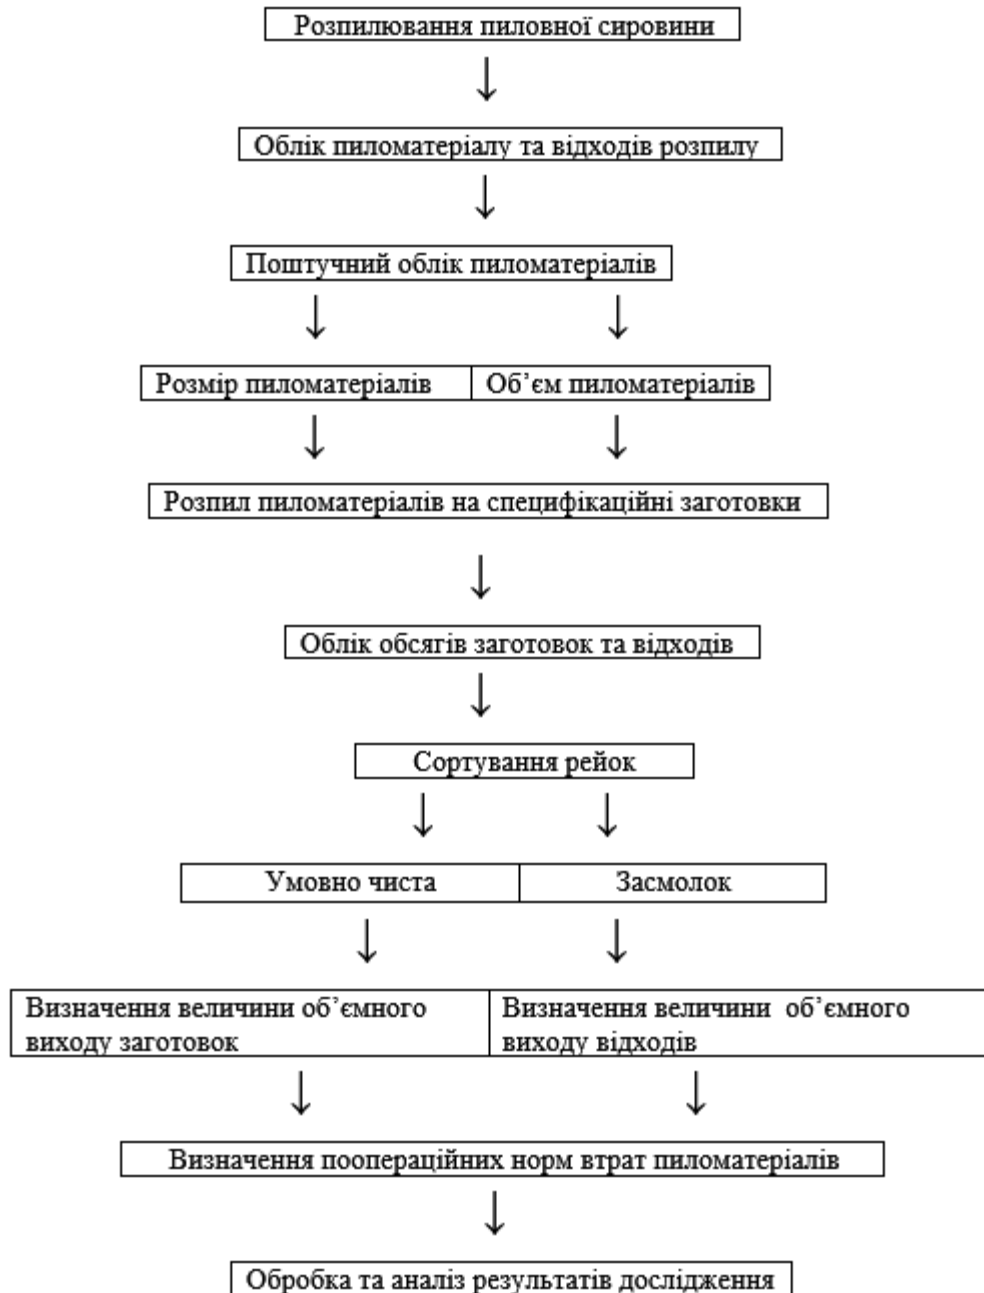 Розпилювання пиловної сировини
Облік пиломатеріалу та відходів розпилу
Поштучний облік пиломатеріалів
Розмір пиломатеріалів
Об’єм пиломатеріалів
Розпил пиломатеріалів на специфікаційні заготовки
Облік обсягів заготовок та відходів
Сортування рейок
Умовно чиста
Засмолок
Визначення величини об’ємного
виходу заготовок
Визначення величини об’ємного
виходу відходів
Визначення поопераційних норм втрат пиломатеріалів
Обробка та аналіз результатів дослідження